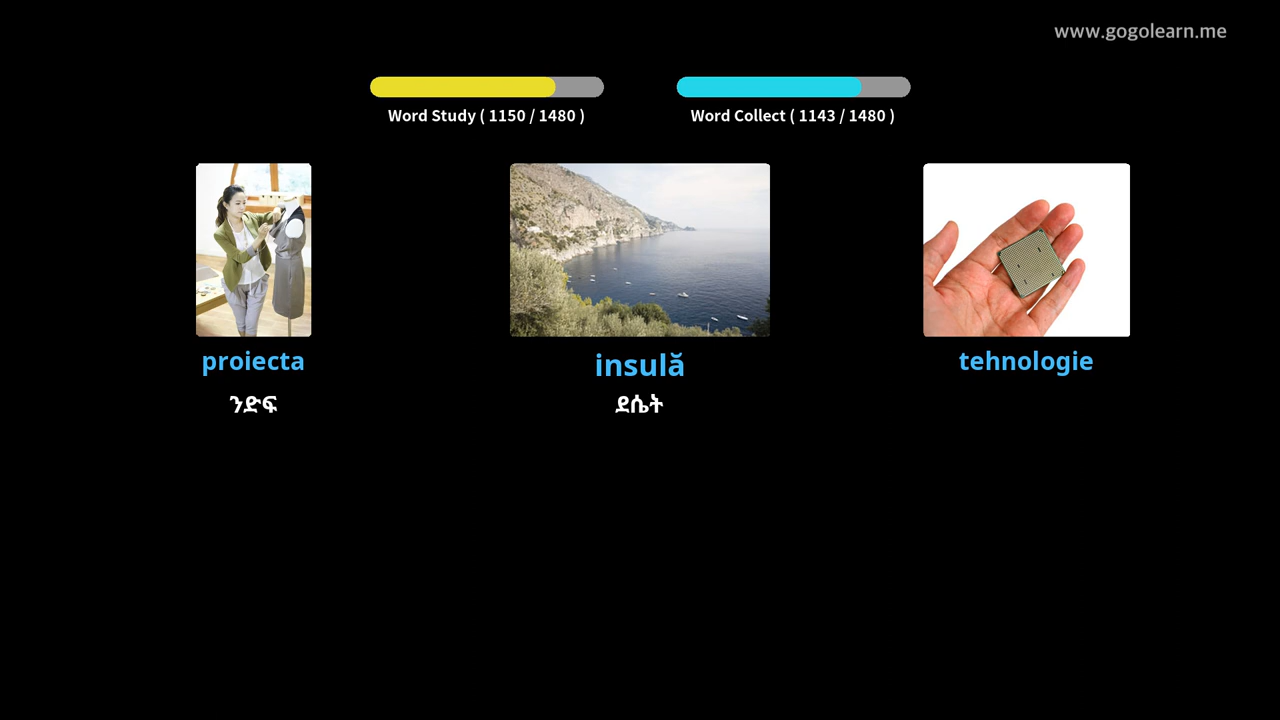 www.gogolearn.me
Word Study ( 1150 / 1480 )
Word Collect ( 1143 / 1480 )
proiecta
insulă
tehnologie
ንድፍ
ደሴት